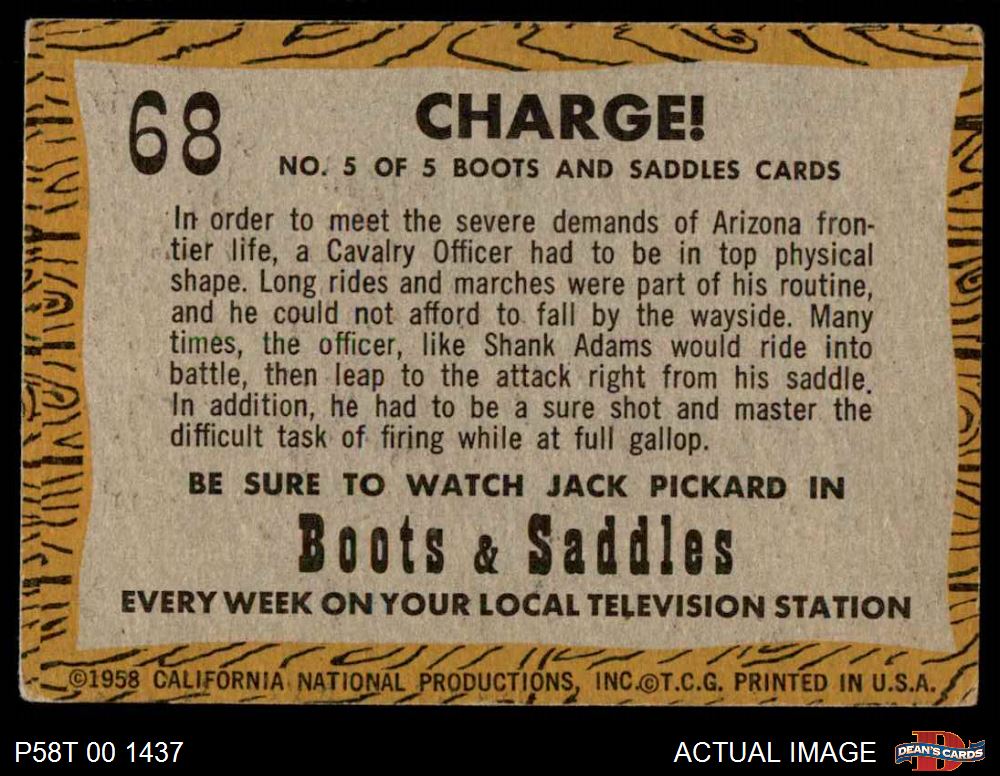 68
CHARGE!
NO. 5 OF 5 BOOTS AND SADDLES CARDS
In order to meet the severe demands of Arizona fron-
tier life, a Cavalry Officer had to be in top physical
shape. Long rides and marches were part of his routine,
and he could not afford to fall by the wayside. Many
times, the officer, like Shank Adams would ride into
battle, then leap to the attack right from his saddle.
In addition, he had to be a sure shot and master the
difficult task of firing while at full gallop.
BE SURE TO WATCH JACK PICKARD IN
Boots & Saddles
EVERY WEEK ON YOUR LOCAL TELEVISION STATION
©1958 CALIFORNIA NATIONAL PRODUCTIONS, INC.©T.C.G. PRINTED IN U.S.A.
P58T 00 1437
ACTUAL IMAGE
D
DEAN'S CARDS